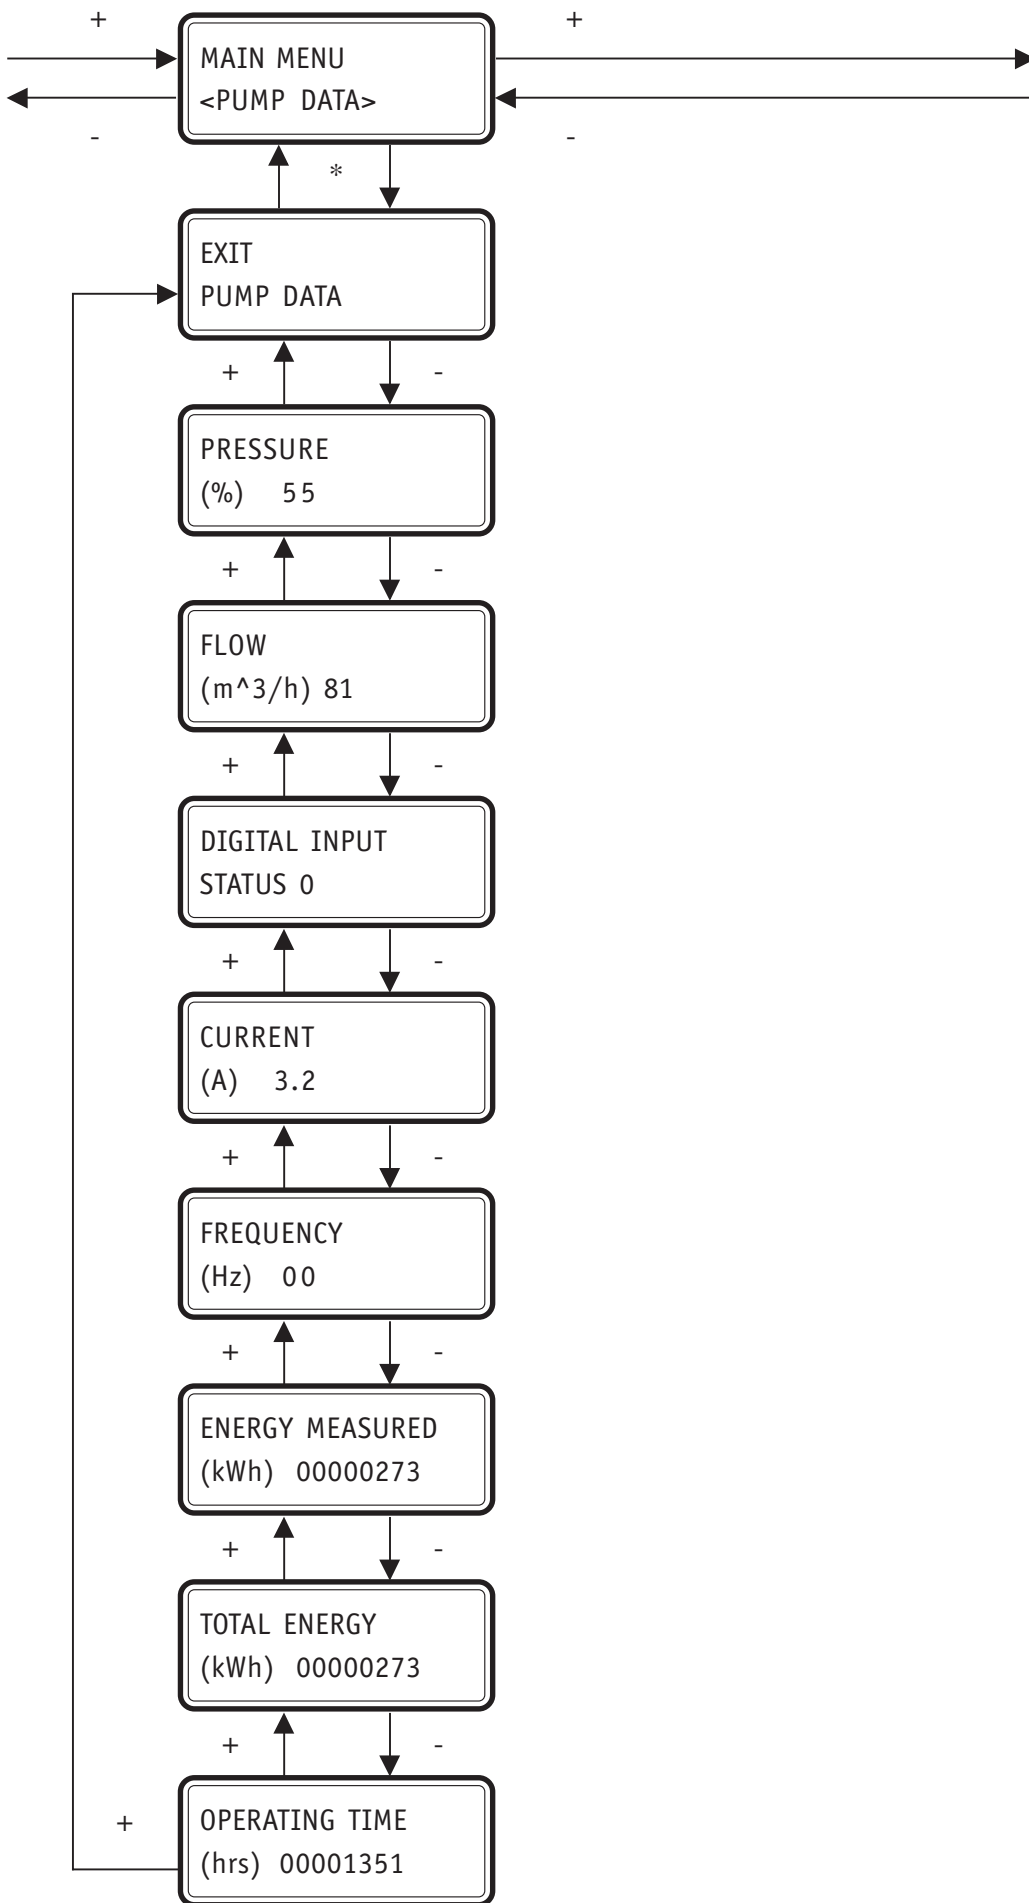 +
+
MAIN MENU
<PUMP DATA>
-
-
*
EXIT
PUMP DATA
+ -
PRESSURE
(%) 55
+ -
FLOW
(m^3/h) 81
+ -
DIGITAL INPUT
STATUS 0
+ -
CURRENT
(A) 3.2
+ -
FREQUENCY
(Hz) 00
+ -
ENERGY MEASURED
(kWh) 00000273
+ -
TOTAL ENERGY
(kWh) 00000273
+ -
OPERATING TIME
+
(hrs) 00001351